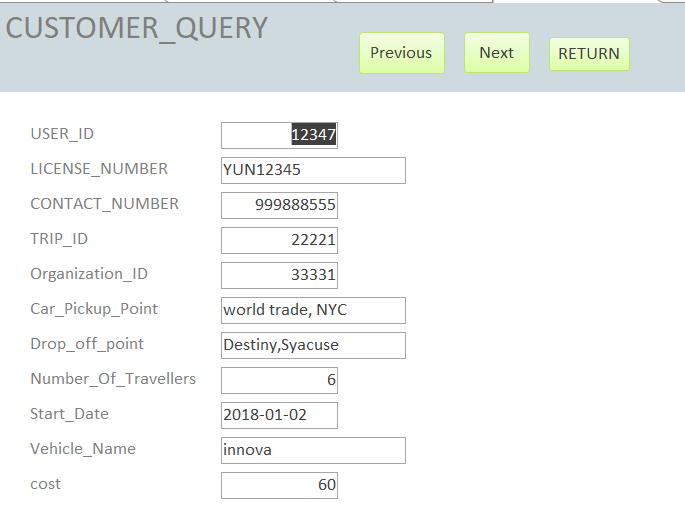 CUSTOMER_QUERY
Previous Next RETURN
USER_ID 12347
LICENSE_NUMBER YUN12345
CONTACT_NUMBER 999888555
TRIP_ID 22221
Organization_ID 33331
Car_Pickup_Point world trade, NYC
Drop_off_point Destiny,Syacuse
Number_Of_Travellers 6
Start_Date 2018-01-02
Vehicle_Name innova
cost 60